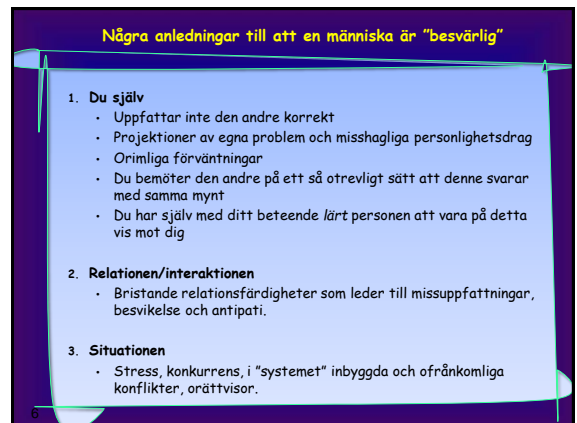 Några anledningar till att en människa är ”besvärlig”
1. Du själv
• Uppfattar inte den andre korrekt
• Projektioner av egna problem och misshagliga personlighetsdrag
• Orimliga förväntningar
• Du bemöter den andre på ett så otrevligt sätt att denne svarar
med samma mynt
• Du har själv med ditt beteende lärt personen att vara på detta
vis mot dig
2. Relationen/interaktionen
• Bristande relationsfärdigheter som leder till missuppfattningar,
besvikelse och antipati.
3. Situationen
• Stress, konkurrens, i ”systemet” inbyggda och ofrånkomliga
konflikter, orättvisor.
6